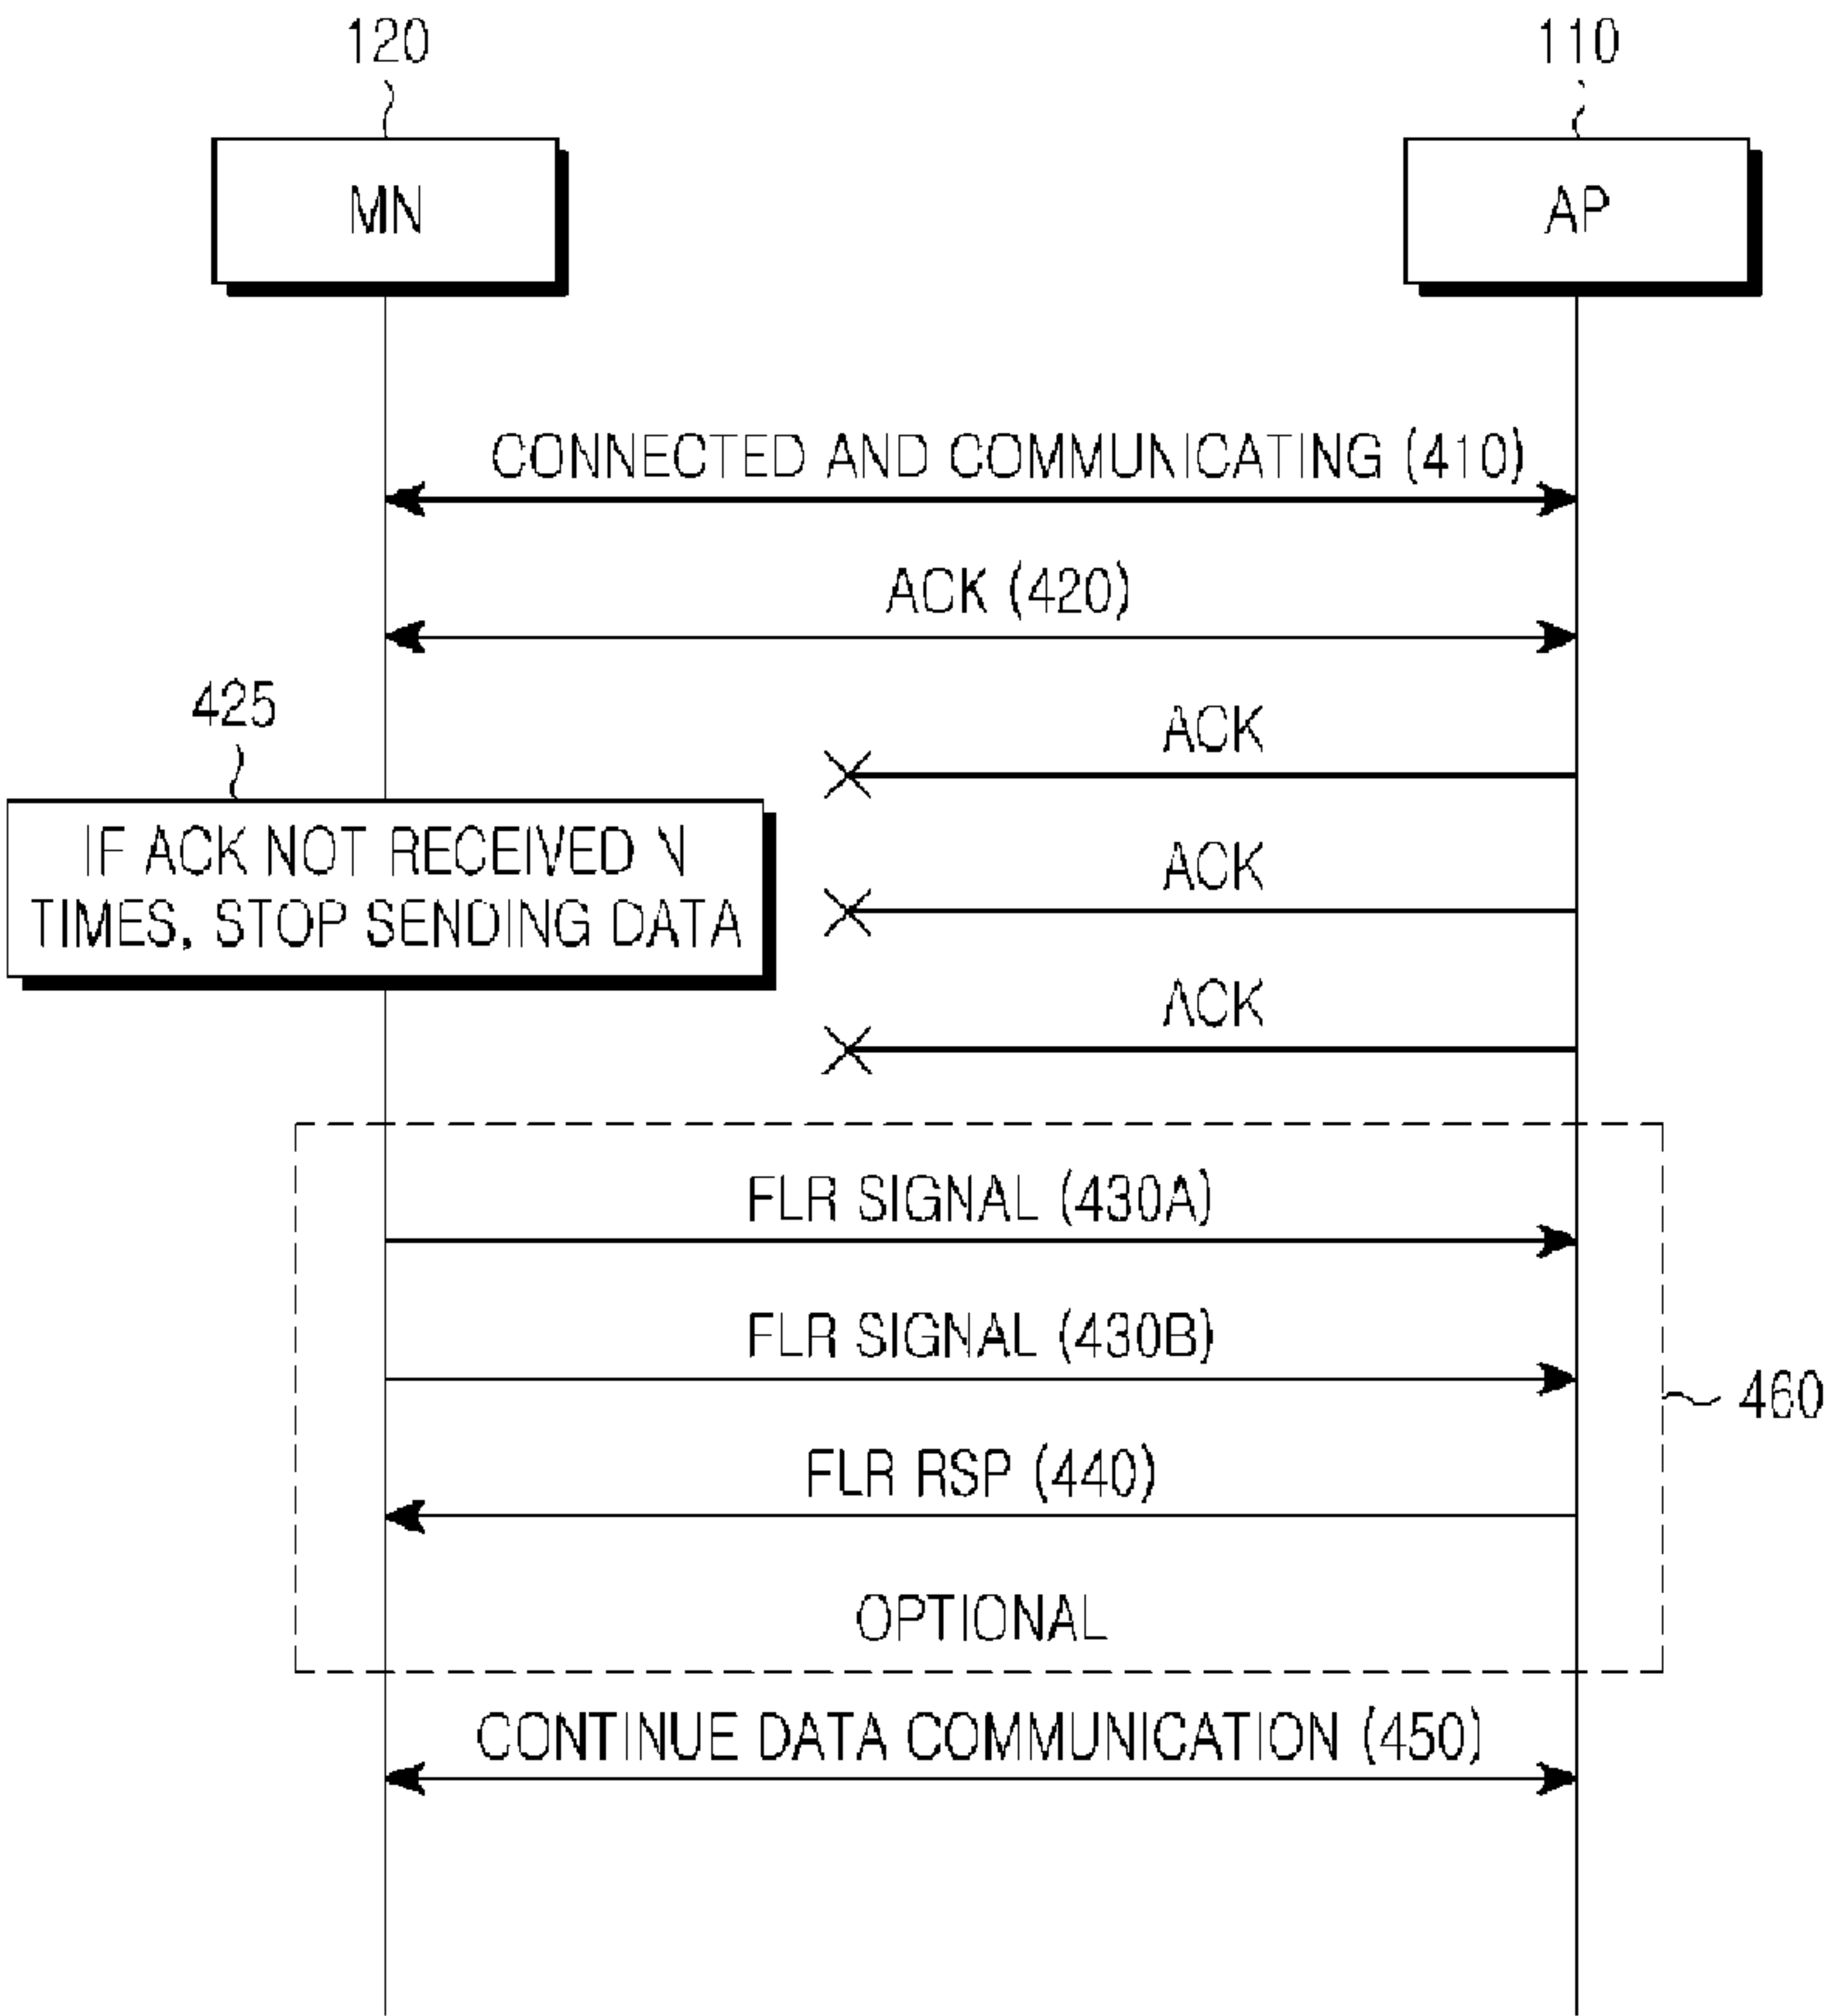 120
110
MN
AP
CONNECTED AND COMMUNICATING (410)
ACK (420)
425
ACK
IF ACK NOT RECEIVED N
TIMES, STOP SENDING DATA
ACK
ACK
FLR SIGNAL (430A)
FLR SIGNAL (430B)
460
FLR RSP (440)
OPTIONAL
CONTINUE DATA COMMUNICATION (450)